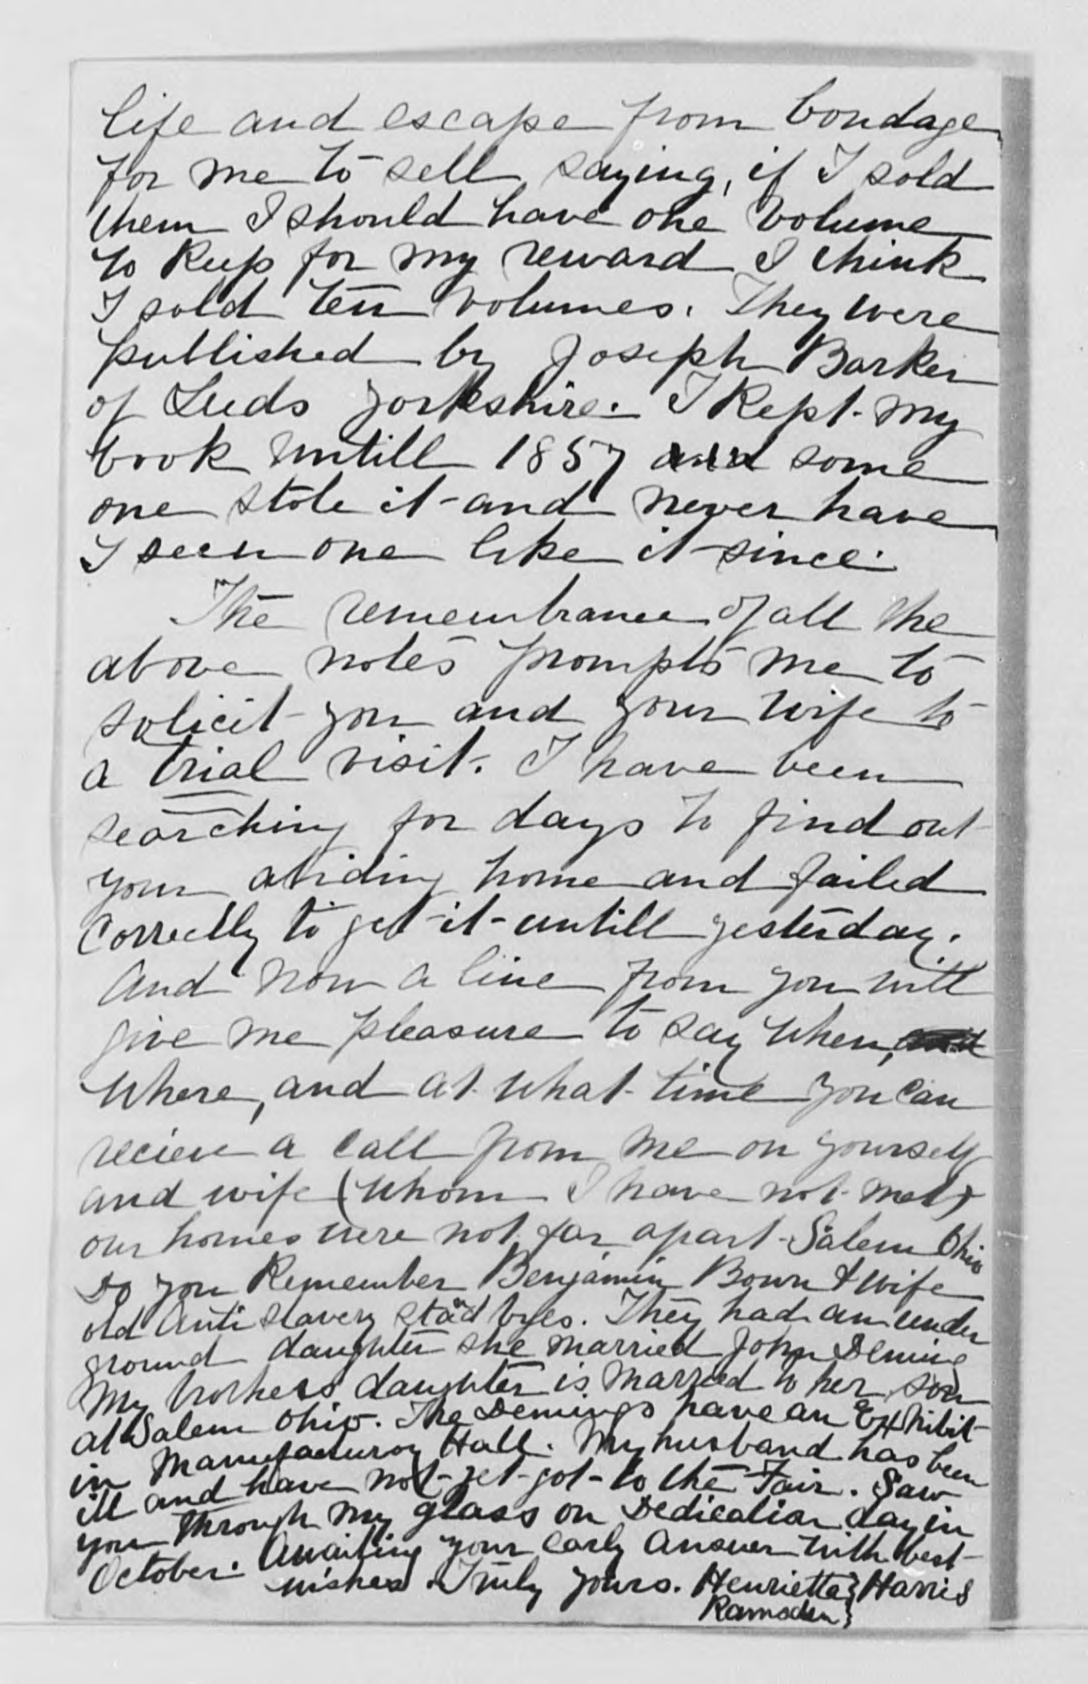 life and escape from bondage
for me to sell saying, if I sold
them I should have one volume
to Keep for my reward I think
I sold ten volumes. They were
published by Joseph Barker
of Leeds Yorkshire. I Kept my
book untill 1857 and some
one stole it and never have
I seen one like it since.
The remembrance of all the
above notes prompts me to
solicit you and your wife to
a trial visit. I have been
searching for days to find out
your abiding home and failed
correctly to get it untill yesterday.
And now a line from you will
give me pleasure to say when,
where, and at what time you can
recieve a call from me on yourself
and wife (whom I have not met)
our homes were not far apart Salem Ohio
Do you Remember Benjamin Bown & wife
old Anti slavery stad byes. They had an under
ground daughter she married John Deming
My brothers daughter is married to her son
at Salem Ohio. The Demings have an Exhibit
in Manufacturoy Hall. My husband has been
ill and have not yet got to the Fair. Saw
you through my glass on Dedication day in
October. Awaiting your early Answer with best
wishes Truly yours. Henrietta} Harris
Ramsden}